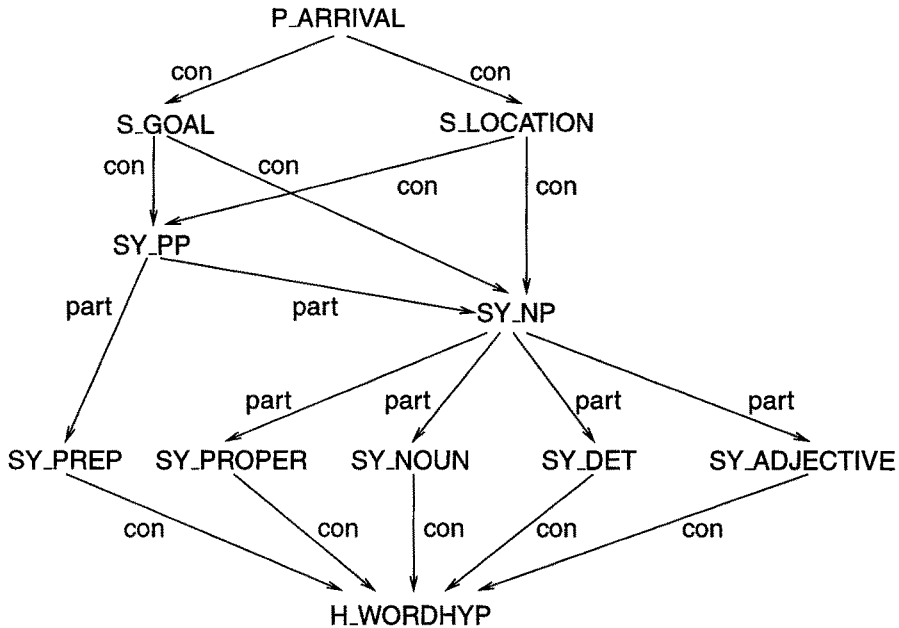 P_ARRIVAL
con con
S_GOAL S_LOCATION
con con con con
SY_PP
part part SY_NP
part part part part
SY_PREP SY_PROPER SY_NOUN SY_DET SY_ADJECTIVE
con con con con con
H_WORDHYP